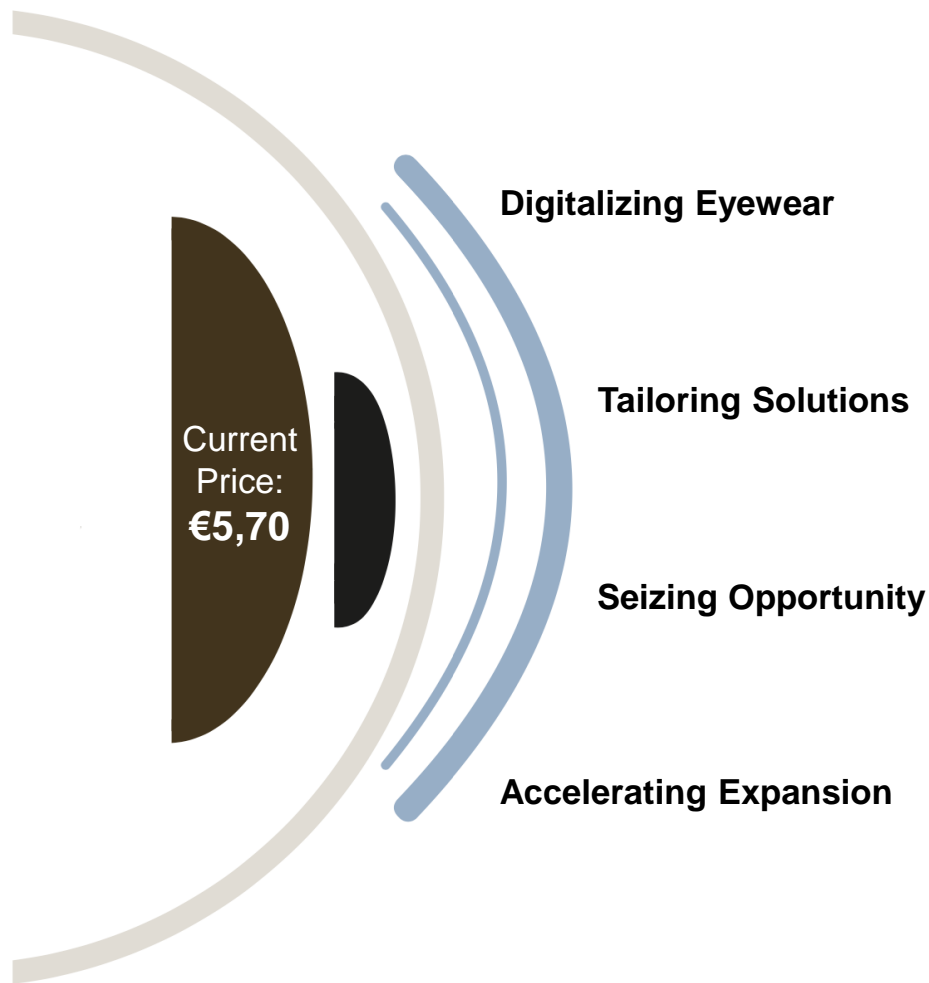 Digitalizing Eyewear
Tailoring Solutions
Current
Price:
€5,70
Seizing Opportunity
Accelerating Expansion